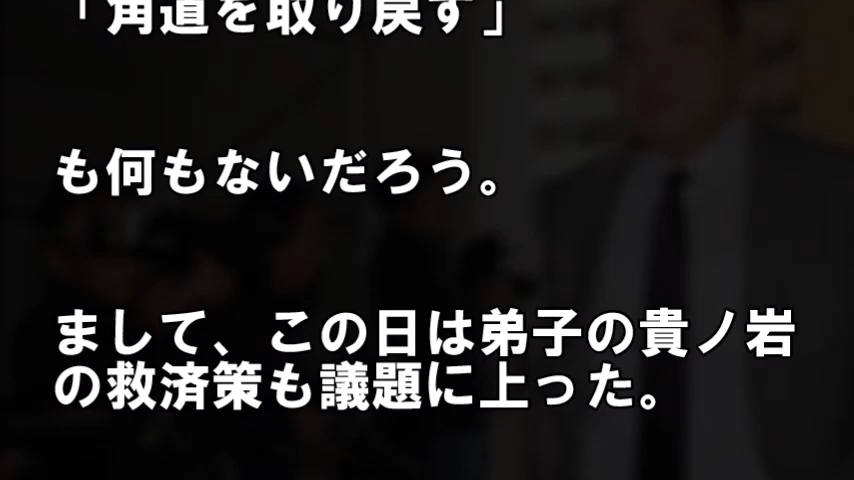 「角道を取り戻す」
も何もないだろう。
まして、この日は弟子の貴ノ岩
の救済策も議題に上った。